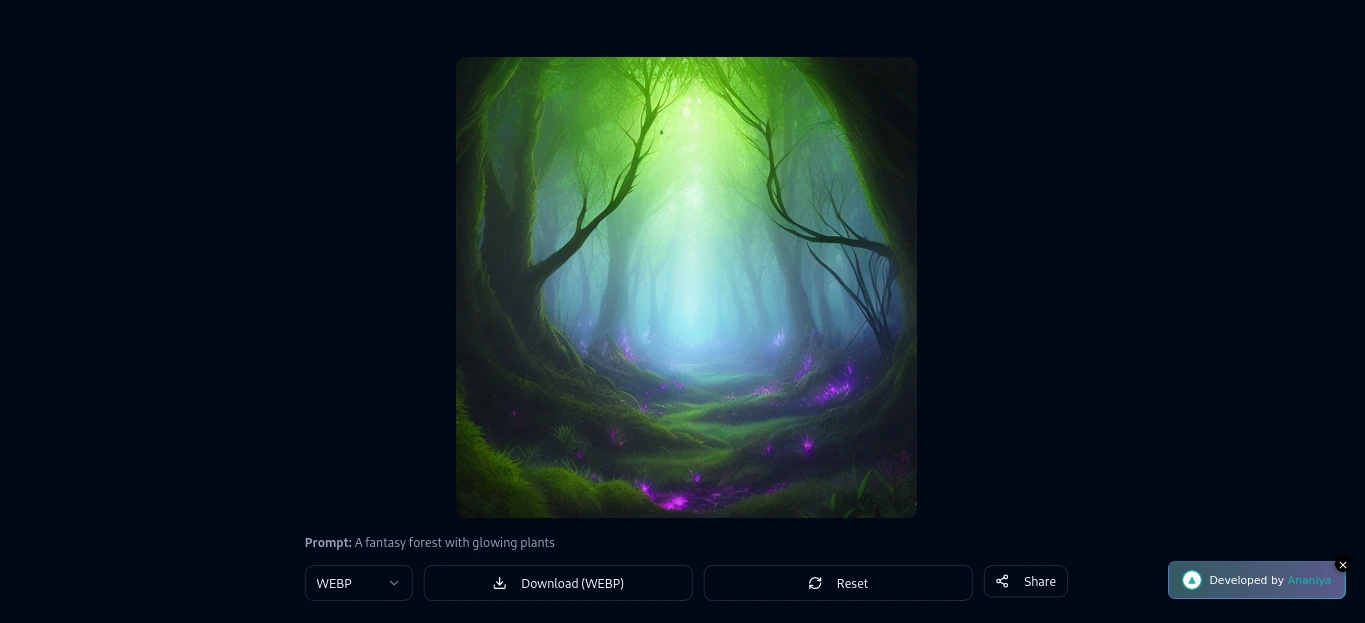 Prompt: A fantasy forest with glowing plants
WEBP
Download (WEBP)
Reset
Share
Developed by Ananiya